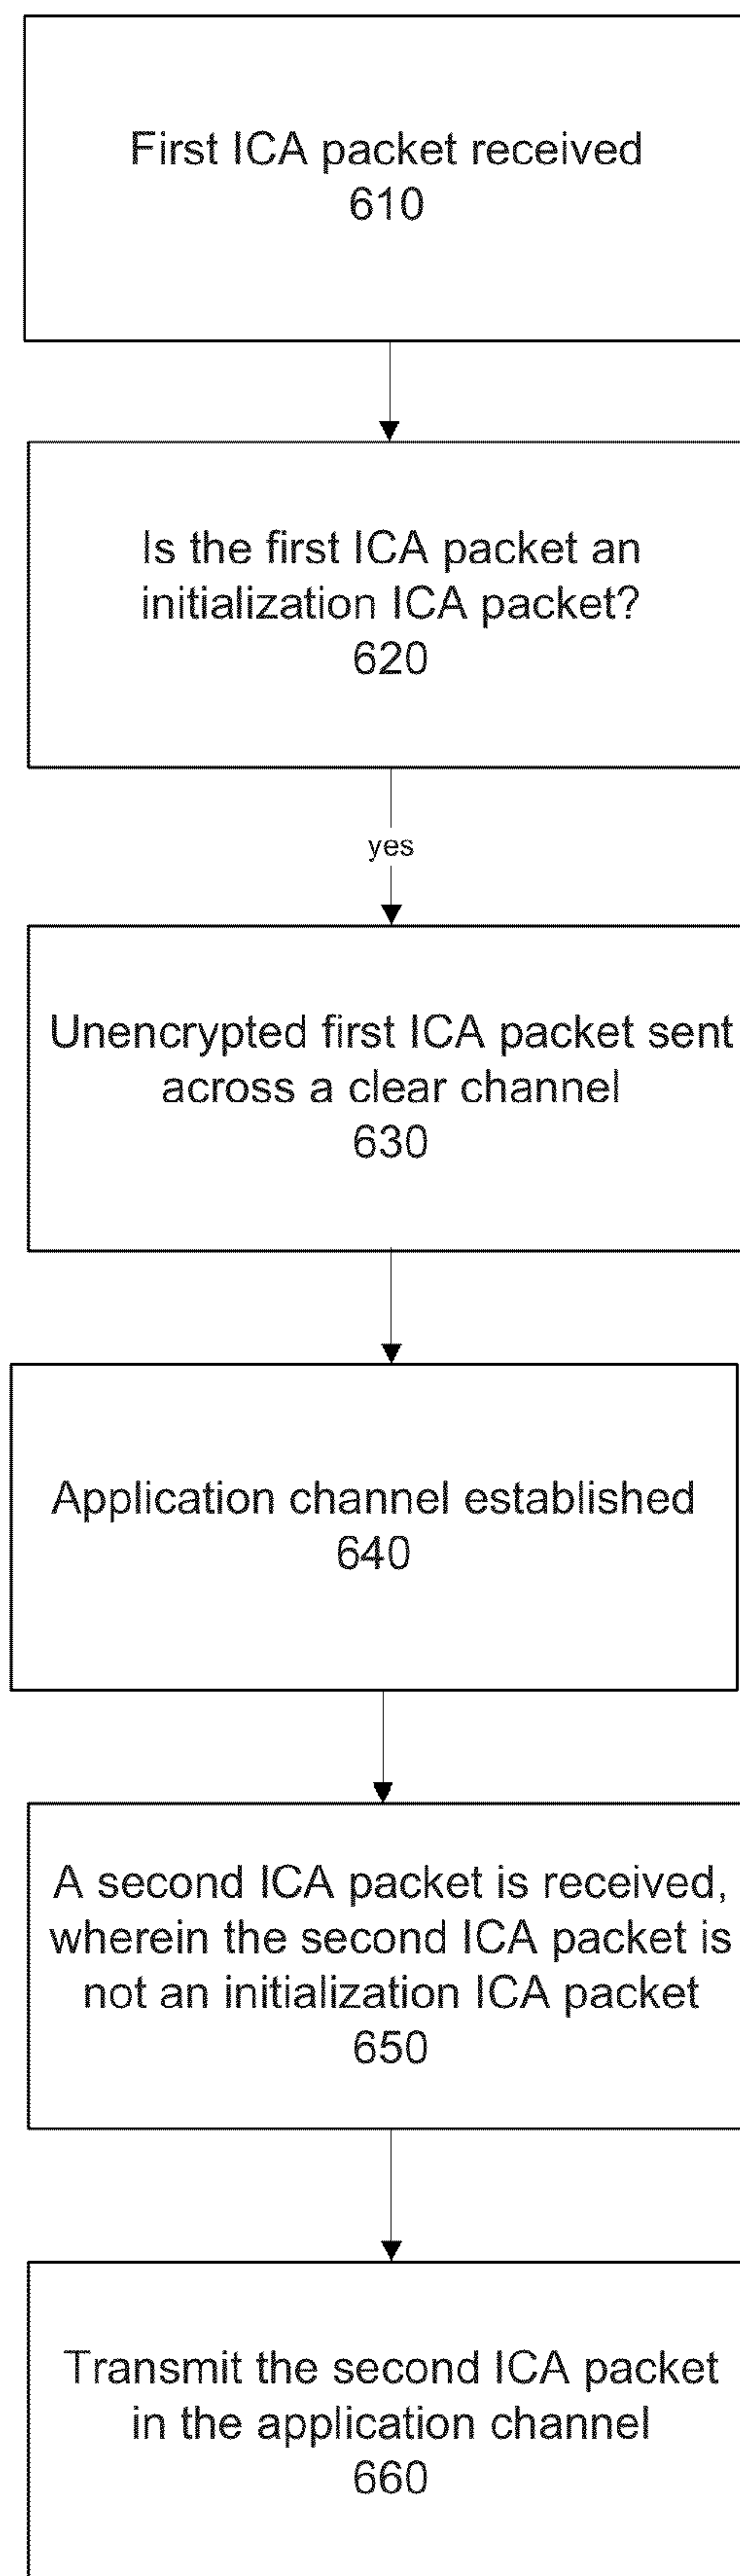 First ICA packet received
610
Is the first ICA packet an
initialization ICA packet?
620
yes
Unencrypted first ICA packet sent
across a clear channel
630
Application channel established
640
A second ICA packet is received,
wherein the second ICA packet is
not an initialization ICA packet
650
Transmit the second ICA packet
in the application channel
660